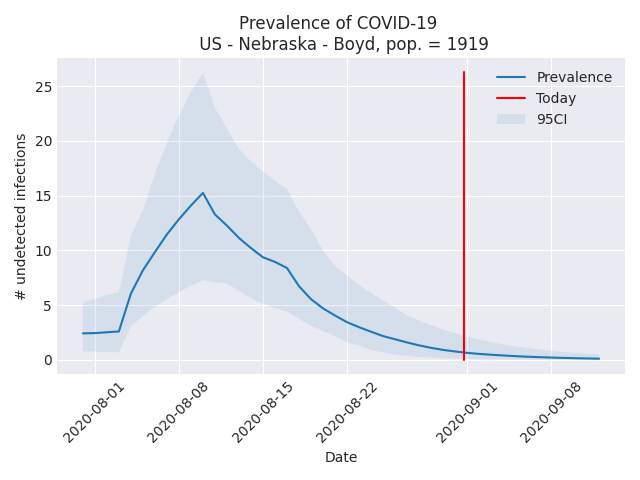 Prevalence of COVID-19
US - Nebraska - Boyd, pop. = 1919
Prevalence
Today
95CI
# undetected infections
25
20
15
10
5
0
2020-08-01
2020-08-08
2020-08-15
2020-08-22
2020-09-01
2020-09-08
Date